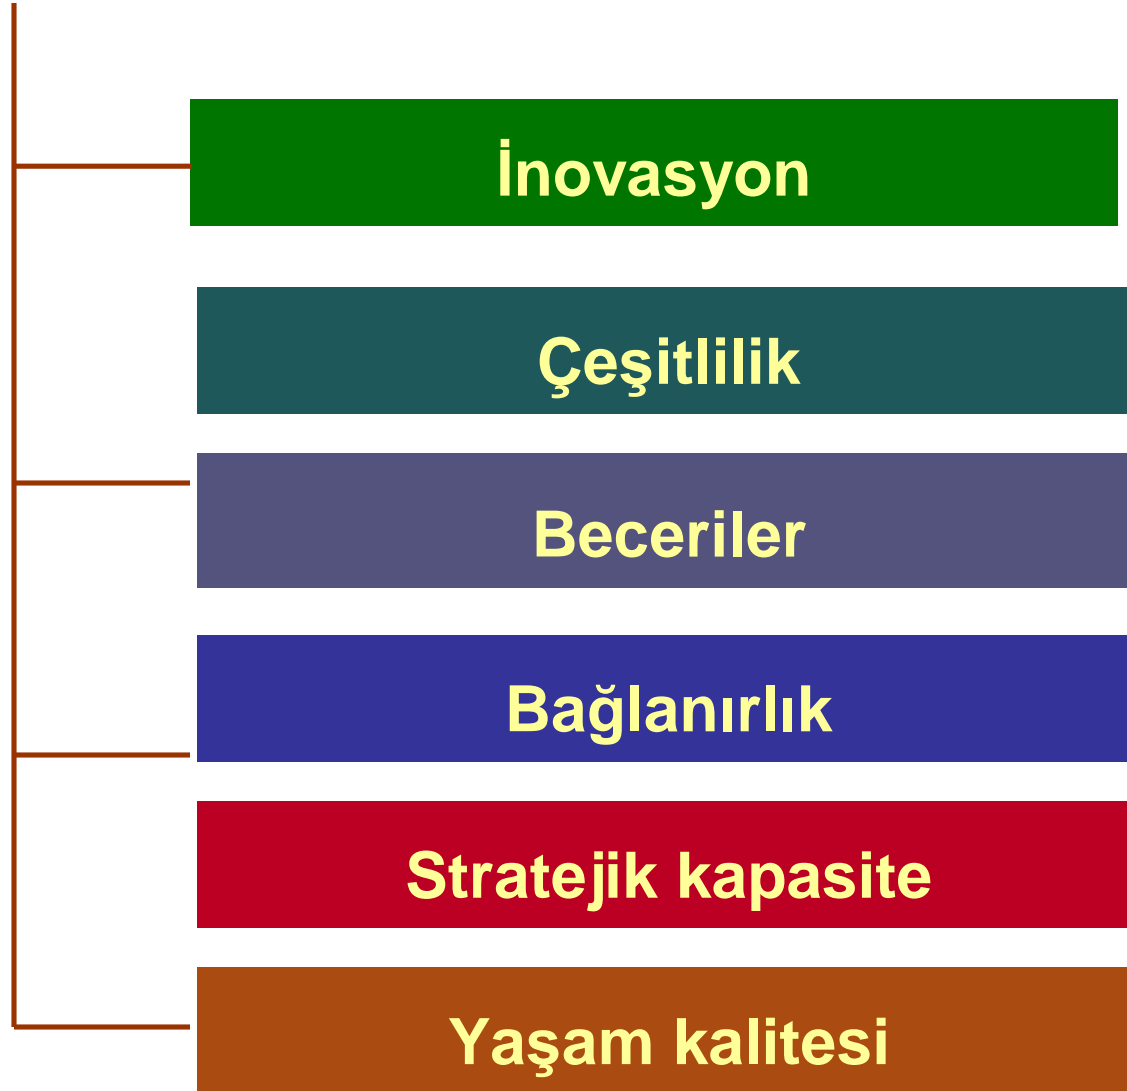 İnovasyon
Çeşitlilik
Beceriler
Bağlanırlık
Stratejik kapasite
Yaşam kalitesi